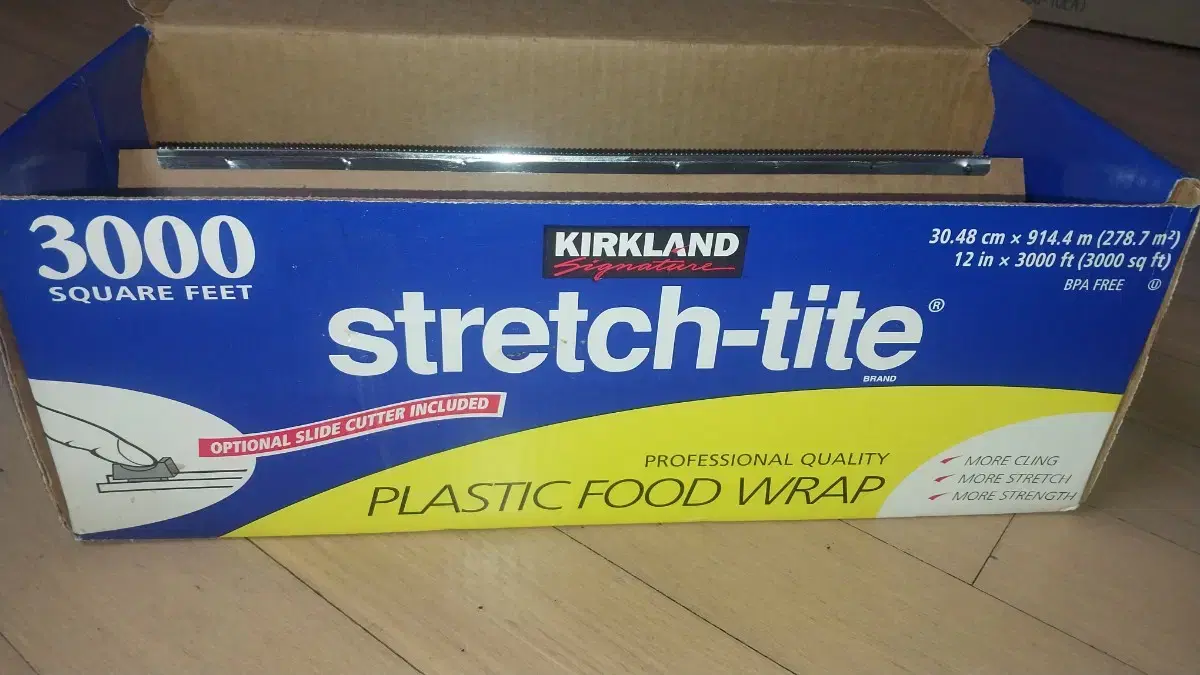 3000
SQUARE FEET
KIRKLAND
Signature
stretch-tite®
BRAND
30.48 cm × 914.4 m (278.7 m²)
12 in × 3000 ft (3000 sq ft)
BPA FREE Ⓤ
OPTIONAL SLIDE CUTTER INCLUDED
PROFESSIONAL QUALITY
PLASTIC FOOD WRAP
MORE CLING
MORE STRETCH
MORE STRENGTH